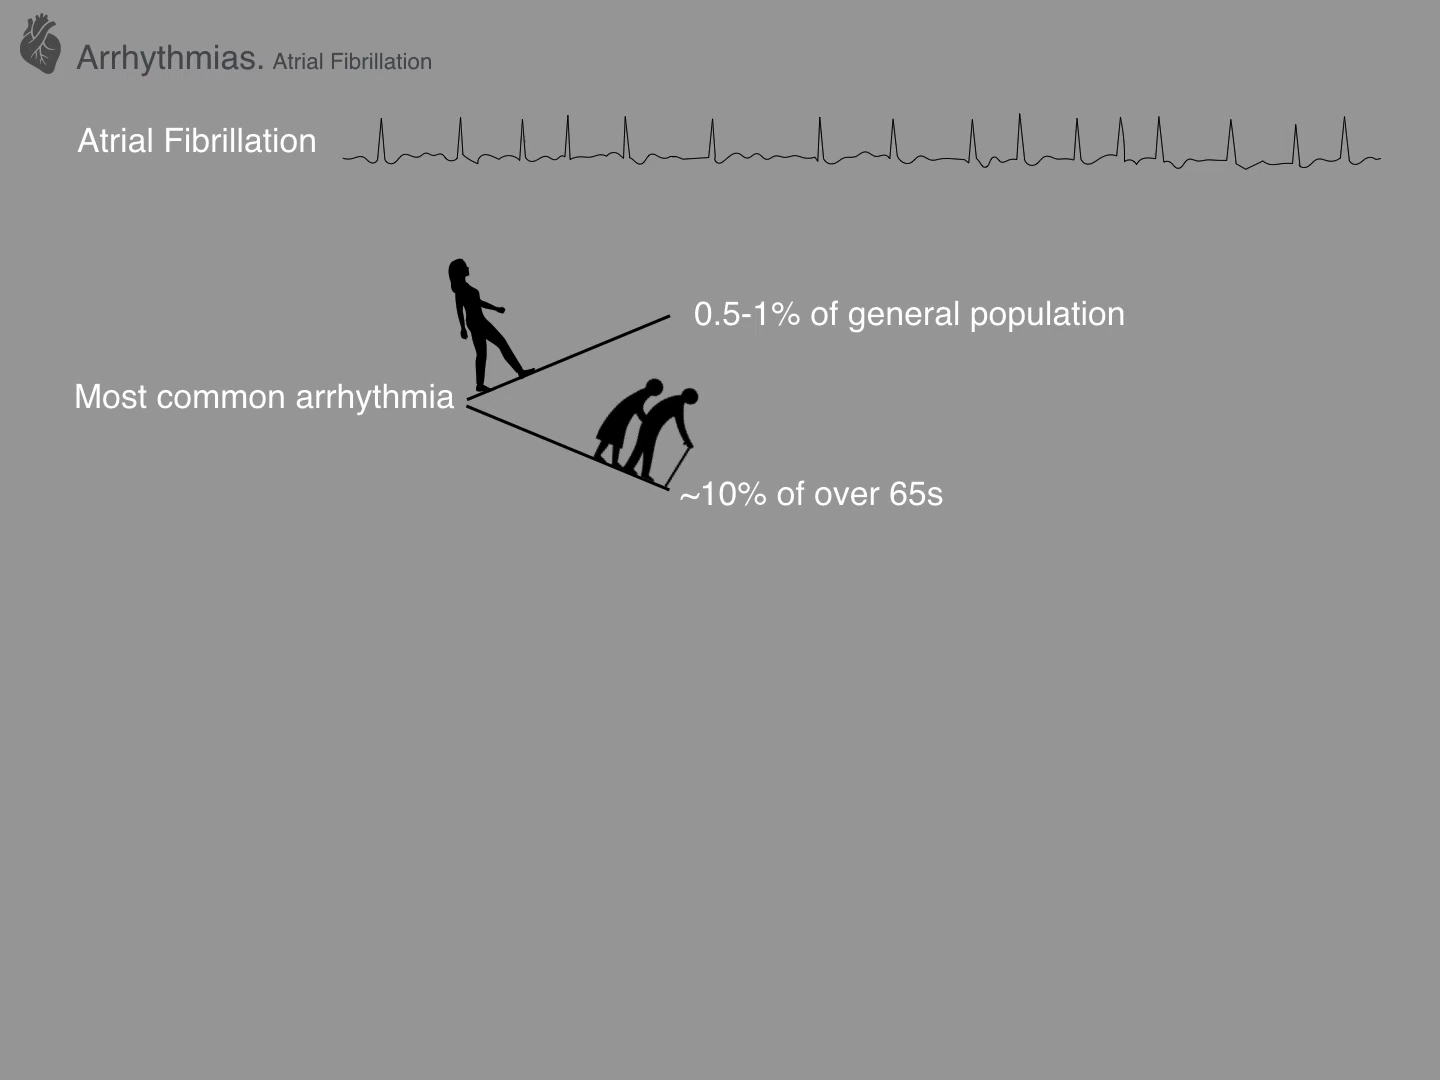 Arrhythmias. Atrial Fibrillation
Atrial Fibrillation
0.5-1% of general population
Most common arrhythmia
~10% of over 65s